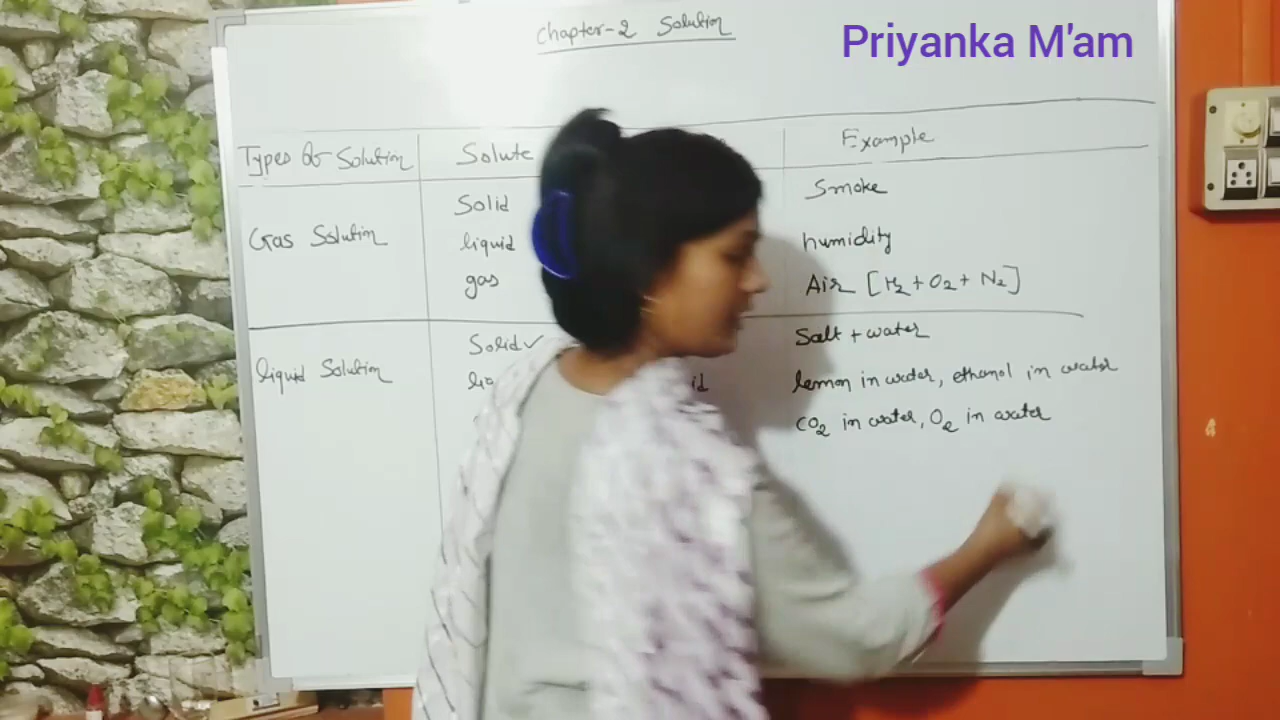 Chapter-2 Solution
Priyanka M'am
Types of Solution Solute Example
Gas Solution
Solid Smoke
liquid humidity
gas Air [H2 + O2 + N2]
liquid Solution
Solid ✓ Salt + water
lemon in water, ethanol in water
CO2 in water, O2 in water
4